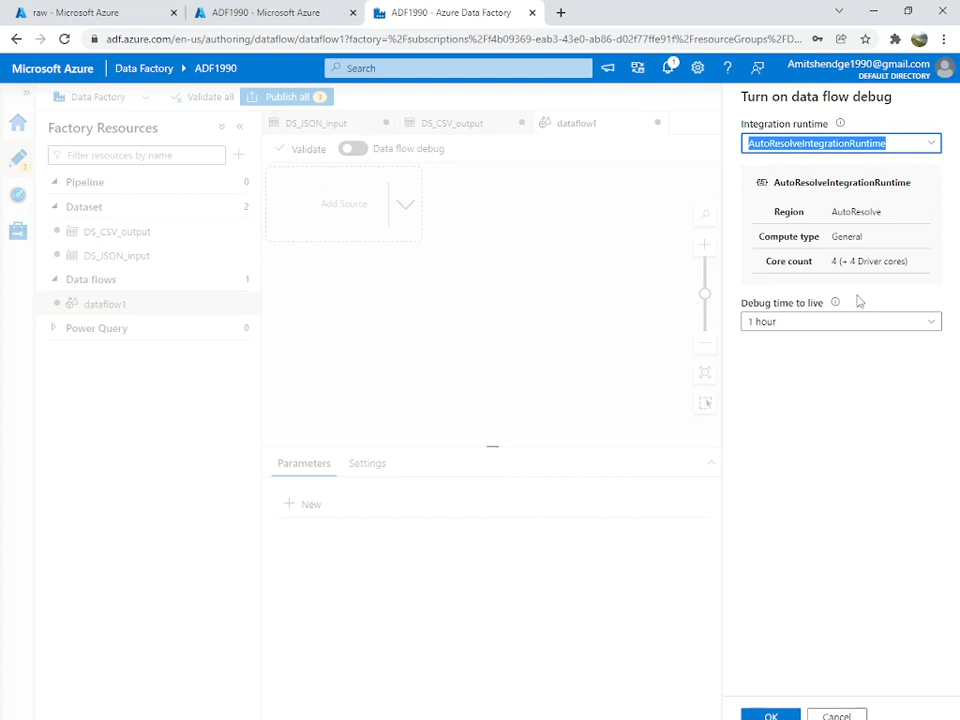 raw - Microsoft Azure
ADF1990 - Microsoft Azure
ADF1990 - Azure Data Factory
adf.azure.com/en-us/authoring/dataflow/dataflow1?factory=%2Fsubscriptions%2Ff4b09369-eab3-43e0-ab86-d02f77ffe91f%2FresourceGroups%2FD...
Microsoft Azure
Data Factory
ADF1990
Search
1
Amitshendge1990@gmail.com
DEFAULT DIRECTORY
Data Factory
Validate all
Publish all
3
Factory Resources
Filter resources by name
Pipeline 0
Dataset 2
DS_CSV_output
DS_JSON_input
Data flows 1
dataflow1
Power Query 0
DS_JSON_input
DS_CSV_output
dataflow1
Validate
Data flow debug
Add Source
Parameters
Settings
New
Turn on data flow debug
Integration runtime
AutoResolveIntegrationRuntime
AutoResolveIntegrationRuntime
Region AutoResolve
Compute type General
Core count 4 (+ 4 Driver cores)
Debug time to live
1 hour
OK
Cancel